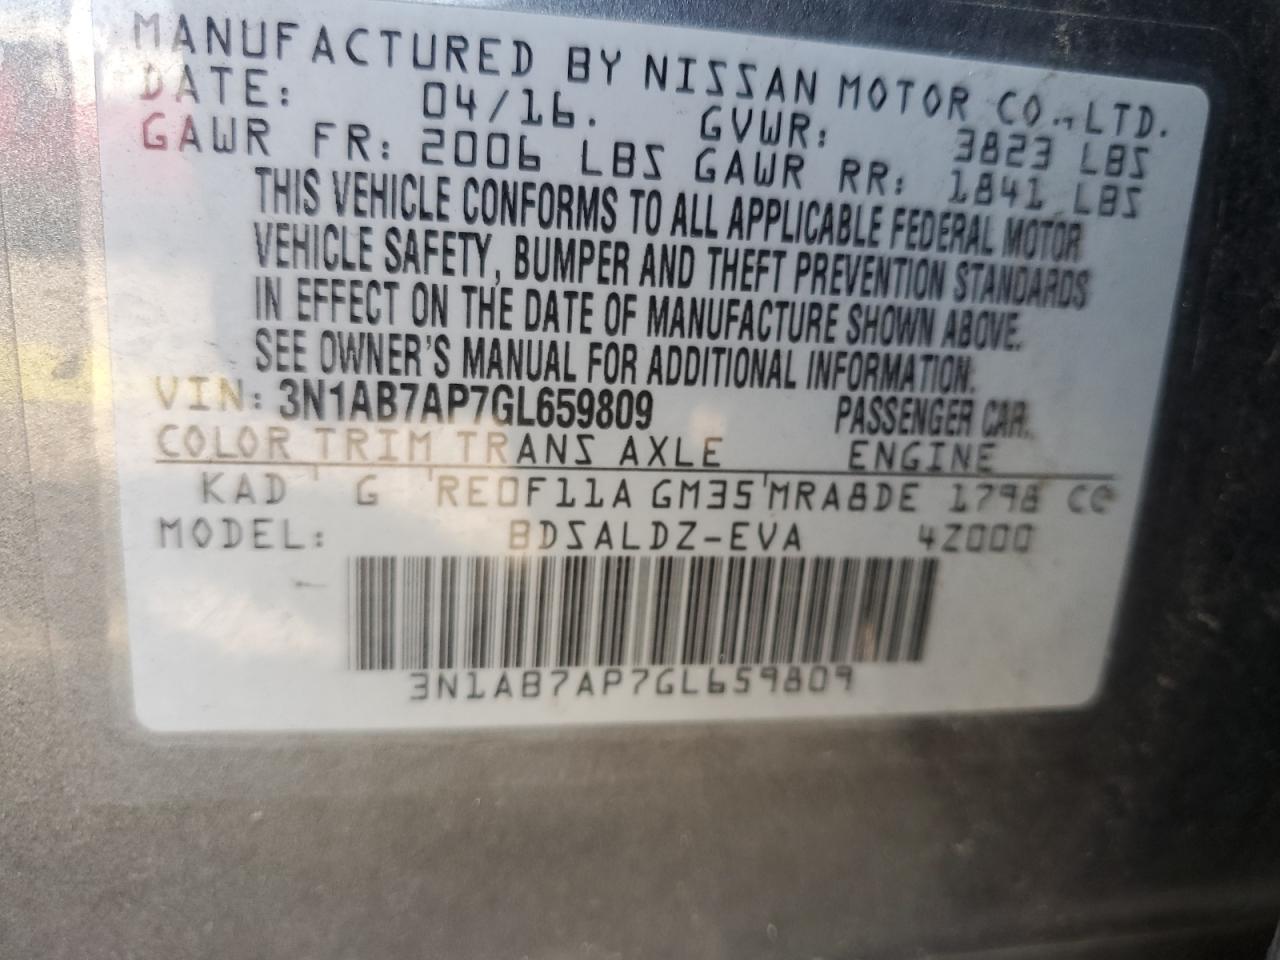 MANUFACTURED BY NISSAN MOTOR CO., LTD.
DATE: 04/16. GVWR: 3823 LBS
GAWR FR: 2006 LBS GAWR RR: 1841 LBS
THIS VEHICLE CONFORMS TO ALL APPLICABLE FEDERAL MOTOR
VEHICLE SAFETY, BUMPER AND THEFT PREVENTION STANDARDS
IN EFFECT ON THE DATE OF MANUFACTURE SHOWN ABOVE.
SEE OWNER'S MANUAL FOR ADDITIONAL INFORMATION.
VIN: 3N1AB7AP7GL659809 PASSENGER CAR.
COLOR TRIM TRANS AXLE ENGINE
KAD G RE0F11A GM35 MRA8DE 1798 CC
MODEL: BDSALDZ-EVA 4Z000
3N1AB7AP7GL659809